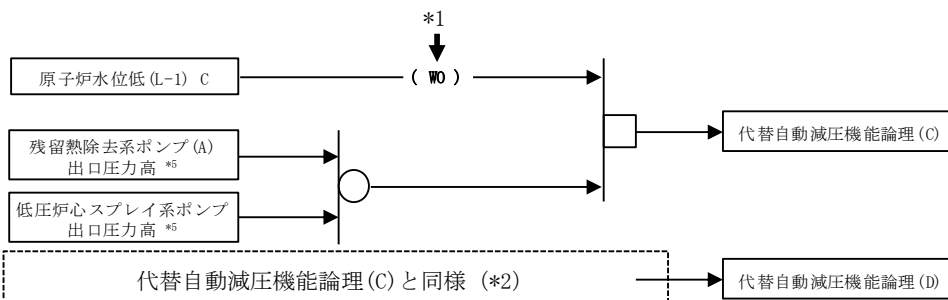 *1
原子炉水位低(L-1) C
( WO )
代替自動減圧機能論理(C)
残留熱除去系ポンプ(A)
出口圧力高 *5
低圧炉心スプレイ系ポンプ
出口圧力高 *5
代替自動減圧機能論理(C)と同様 (*2)
代替自動減圧機能論理(D)